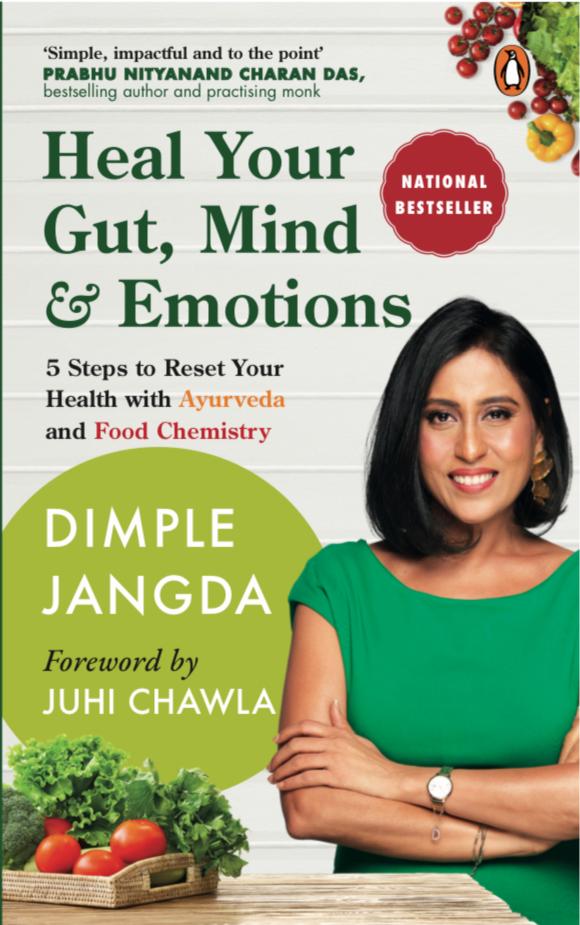 ‘Simple, impactful and to the point’
PRABHU NITYANAND CHARAN DAS,
bestselling author and practising monk
Heal Your
Gut, Mind
& Emotions
NATIONAL
BESTSELLER
5 Steps to Reset Your
Health with Ayurveda
and Food Chemistry
DIMPLE
JANGDA
Foreword by
JUHI CHAWLA